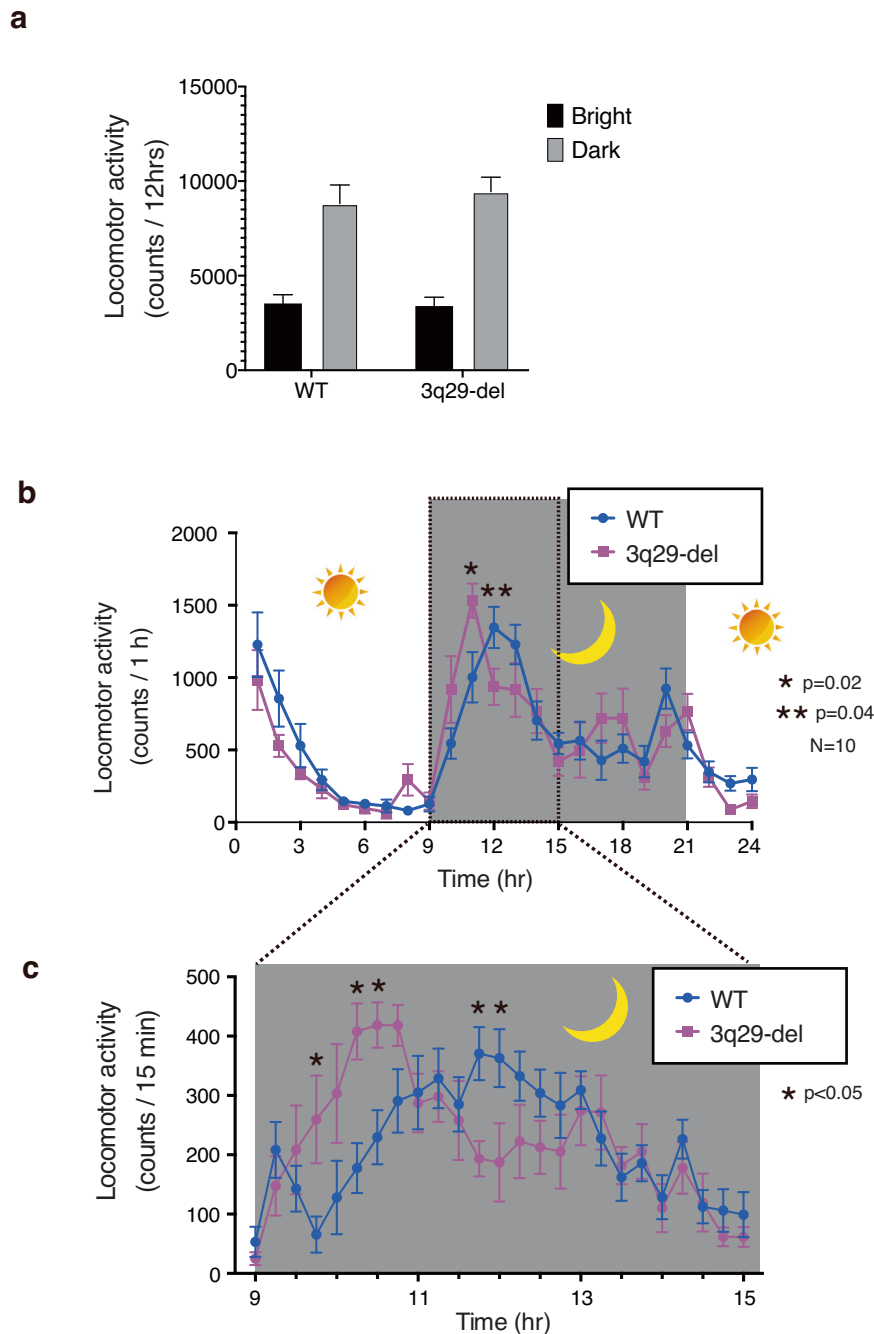 a
Locomotor activity
(counts / 12hrs)
15000
10000
5000
0
WT
3q29-del
Bright
Dark
b
Locomotor activity
(counts / 1 h)
2000
1500
1000
500
0
*
**
WT
3q29-del
* p=0.02
** p=0.04
N=10
0 3 6 9 12 15 18 21 24
Time (hr)
c
Locomotor activity
(counts / 15 min)
500
400
300
200
100
0
* * * * *
WT
3q29-del
* p<0.05
9 11 13 15
Time (hr)